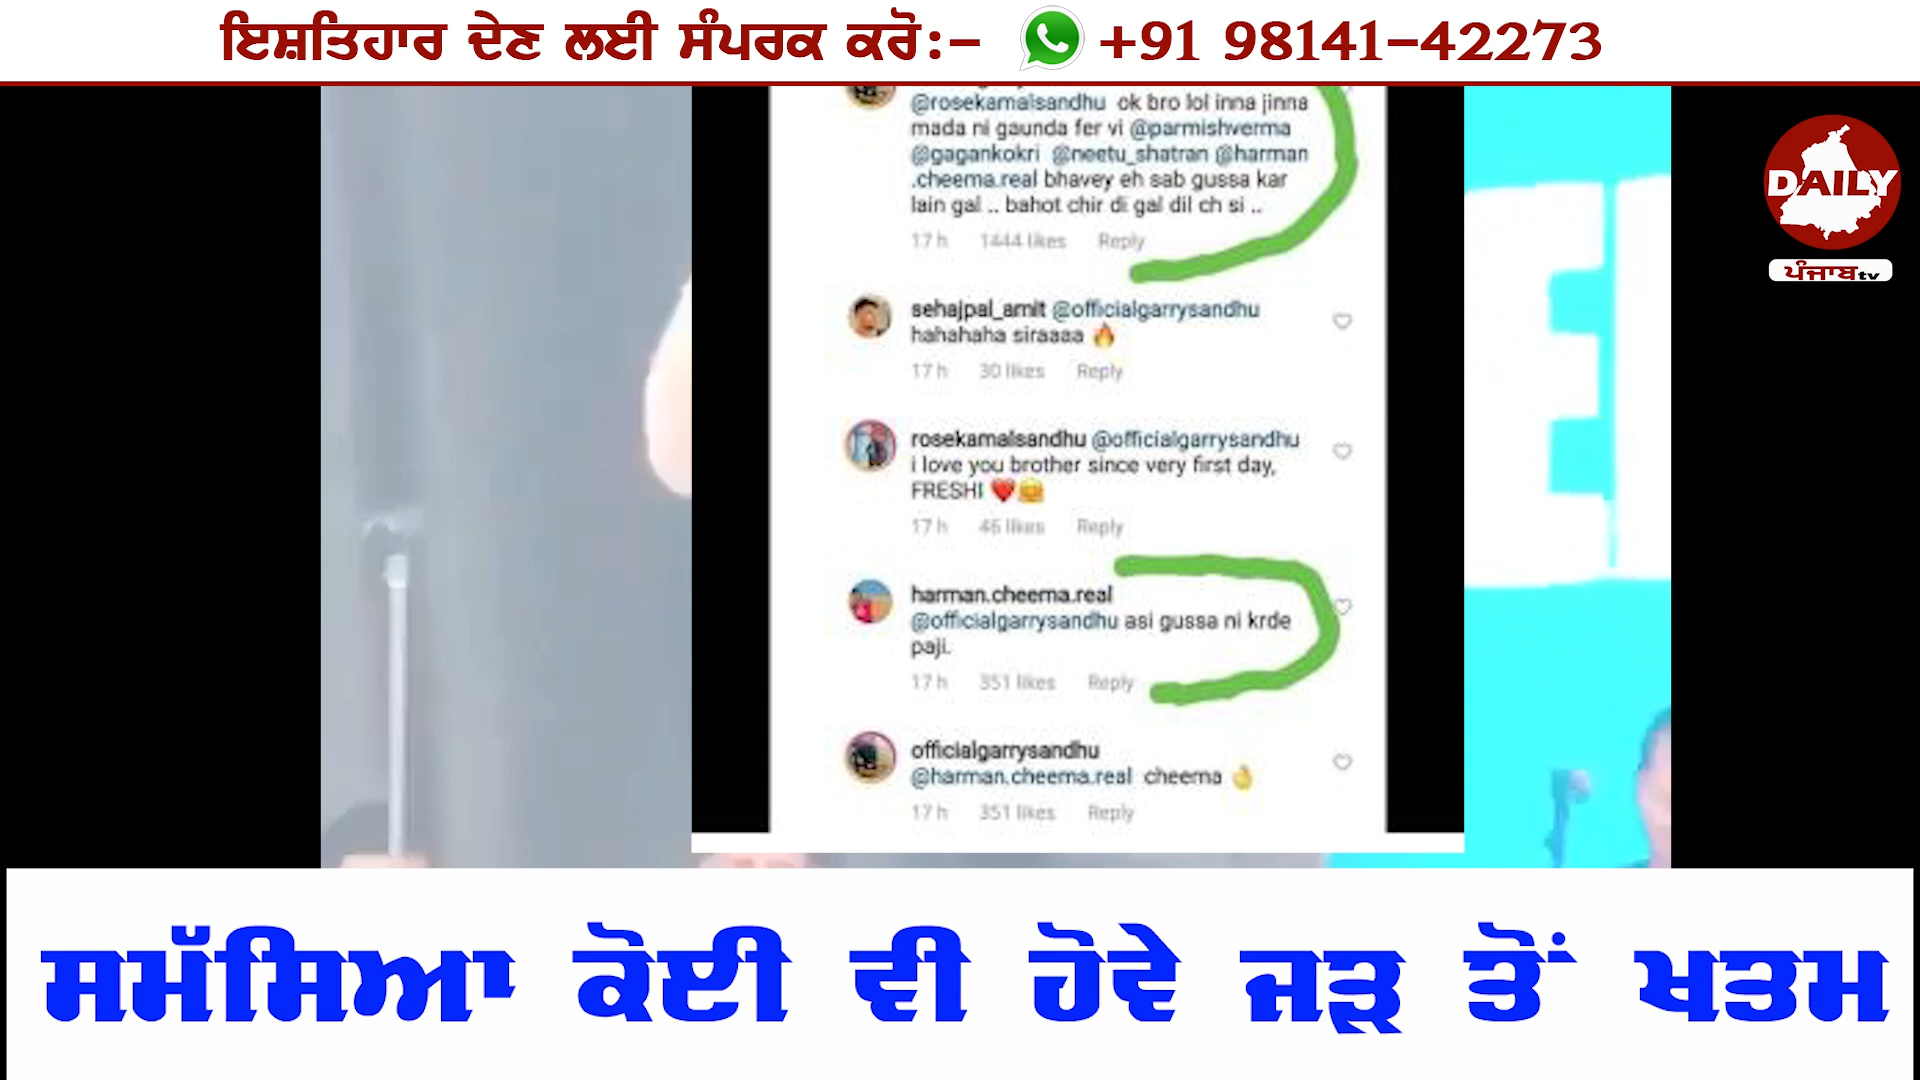 ਇਸ਼ਤਿਹਾਰ ਦੇਣ ਲਈ ਸੰਪਰਕ ਕਰੋ:- +91 98141-42273
@rosekamalsandhu ok bro lol inna jinna
mada ni gaunda fer vi @parmishverma
@gagankokri @neetu_shatran @harman
.cheema.real bhavey eh sab gussa kar
lain gal .. bahot chir di gal dil ch si ..
17 h 1444 likes Reply
sehajpal_amit @officialgarrysandhu
hahahaha siraaaa 🔥
17 h 30 likes Reply
rosekamalsandhu @officialgarrysandhu
i love you brother since very first day,
FRESHI ❤️🤗
17 h 46 likes Reply
harman.cheema.real
@officialgarrysandhu asi gussa ni krde
paji.
17 h 351 likes Reply
officialgarrysandhu
@harman.cheema.real cheema 👌
17 h 351 likes Reply
DAILY
ਪੰਜਾਬ tv
ਸਮੱਸਿਆ ਕੋਈ ਵੀ ਹੋਵੇ ਜੜ੍ਹ ਤੋਂ ਖਤਮ